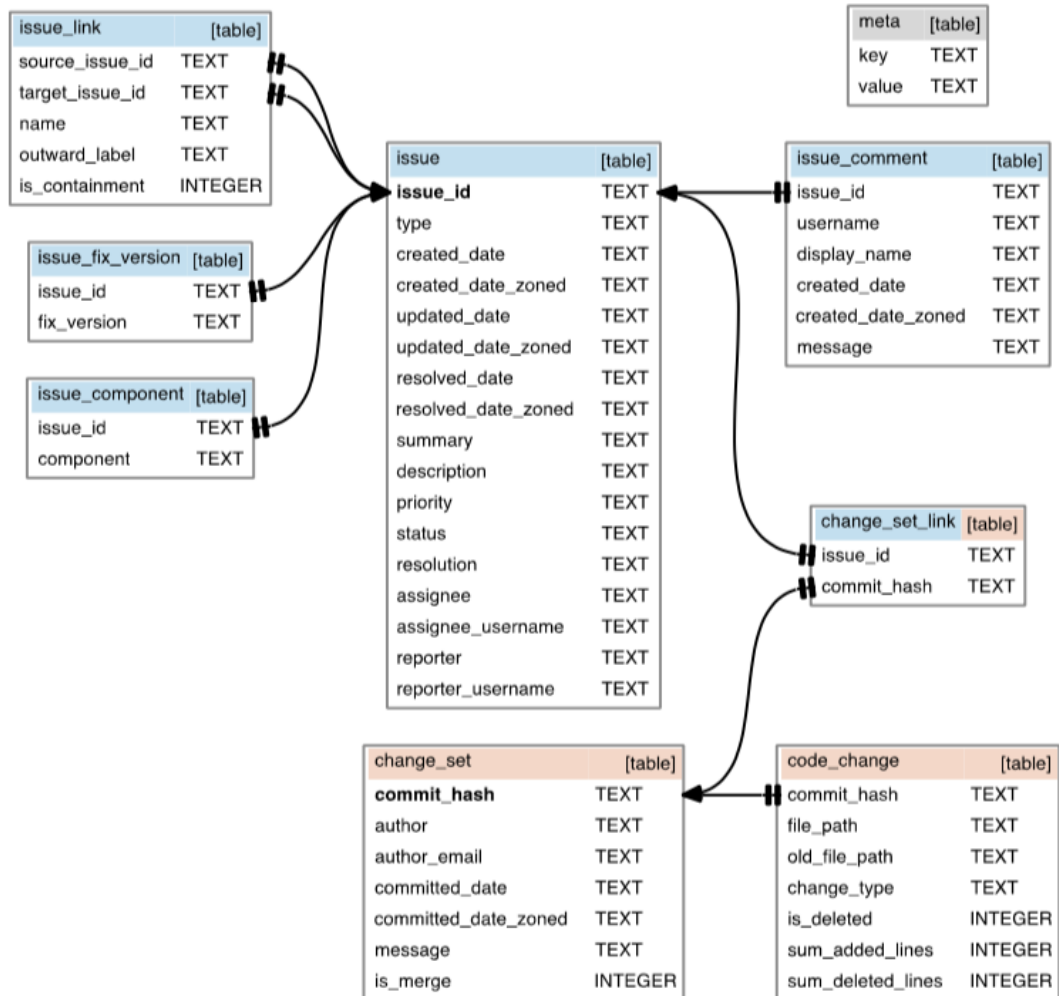 issue_link [table]
source_issue_id TEXT
target_issue_id TEXT
name TEXT
outward_label TEXT
is_containment INTEGER
meta [table]
key TEXT
value TEXT
issue_fix_version [table]
issue_id TEXT
fix_version TEXT
issue_component [table]
issue_id TEXT
component TEXT
issue [table]
issue_id TEXT
type TEXT
created_date TEXT
created_date_zoned TEXT
updated_date TEXT
updated_date_zoned TEXT
resolved_date TEXT
resolved_date_zoned TEXT
summary TEXT
description TEXT
priority TEXT
status TEXT
resolution TEXT
assignee TEXT
assignee_username TEXT
reporter TEXT
reporter_username TEXT
issue_comment [table]
issue_id TEXT
username TEXT
display_name TEXT
created_date TEXT
created_date_zoned TEXT
message TEXT
change_set_link [table]
issue_id TEXT
commit_hash TEXT
change_set [table]
commit_hash TEXT
author TEXT
author_email TEXT
committed_date TEXT
committed_date_zoned TEXT
message TEXT
is_merge INTEGER
code_change [table]
commit_hash TEXT
file_path TEXT
old_file_path TEXT
change_type TEXT
is_deleted INTEGER
sum_added_lines INTEGER
sum_deleted_lines INTEGER